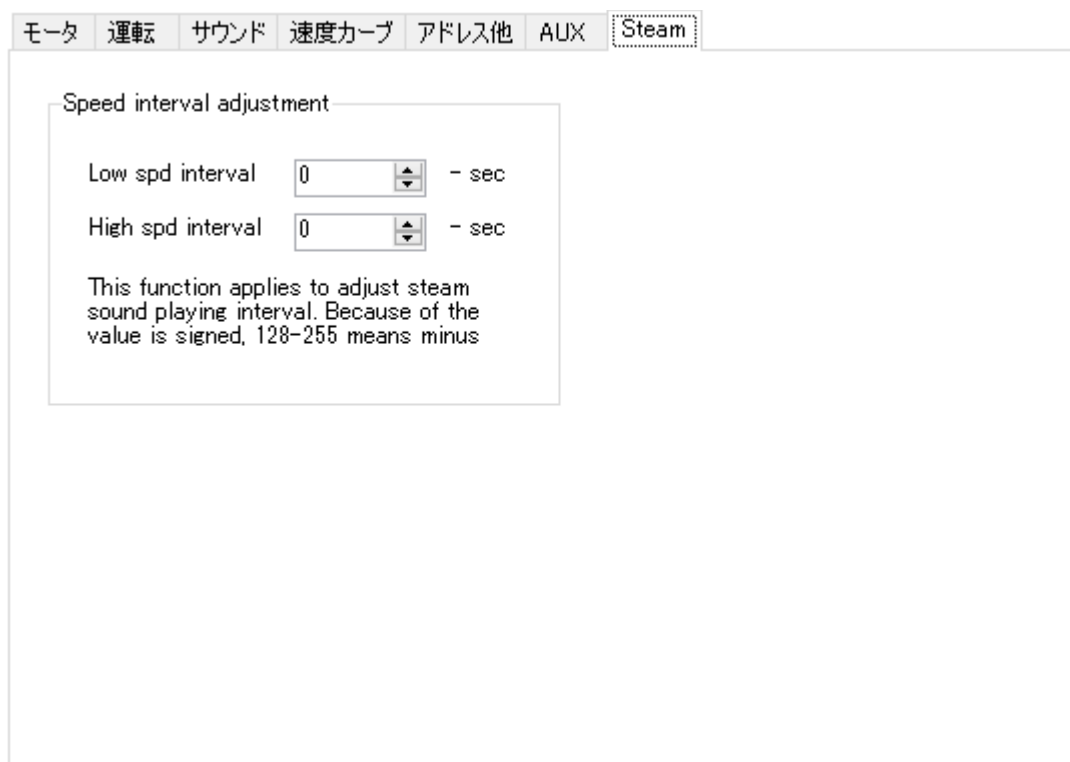 モータ 運転 サウンド 速度カーブ アドレス他 AUX Steam
Speed interval adjustment
Low spd interval 0 - sec
High spd interval 0 - sec
This function applies to adjust steam
sound playing interval. Because of the
value is signed, 128-255 means minus